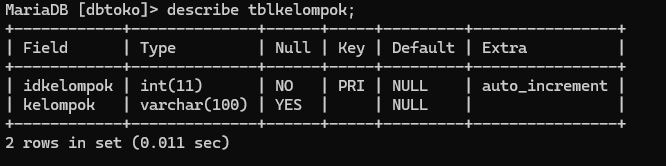 MariaDB [dbtoko]> describe tblkelompok;
+------------+--------------+------+-----+---------+----------------+
| Field      | Type         | Null | Key | Default | Extra          |
+------------+--------------+------+-----+---------+----------------+
| idkelompok | int(11)      | NO   | PRI | NULL    | auto_increment |
| kelompok   | varchar(100) | YES  |     | NULL    |                |
+------------+--------------+------+-----+---------+----------------+
2 rows in set (0.011 sec)